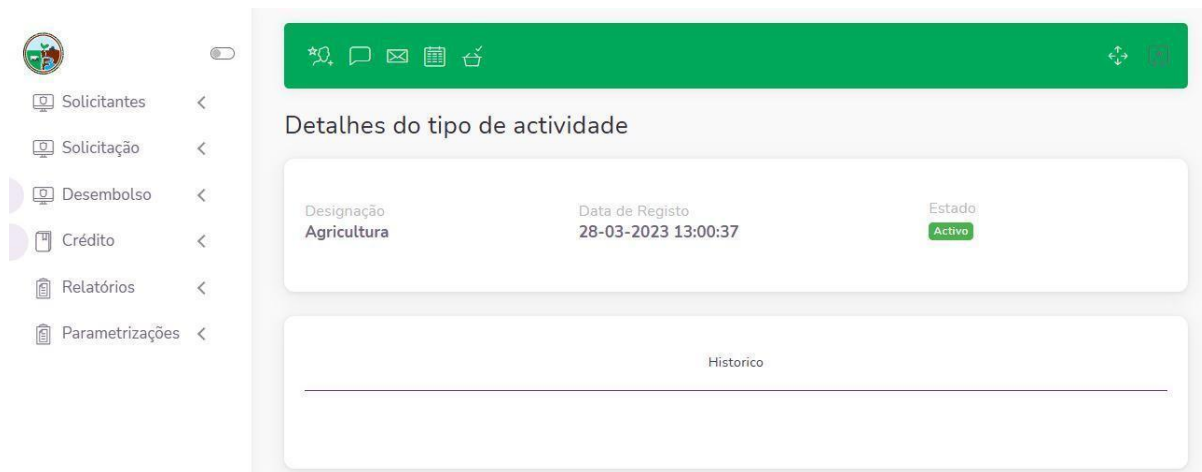 Solicitantes
Solicitação
Desembolso
Crédito
Relatórios
Parametrizações
Detalhes do tipo de actividade
Designação
Agricultura
Data de Registo
28-03-2023 13:00:37
Estado
Activo
Historico